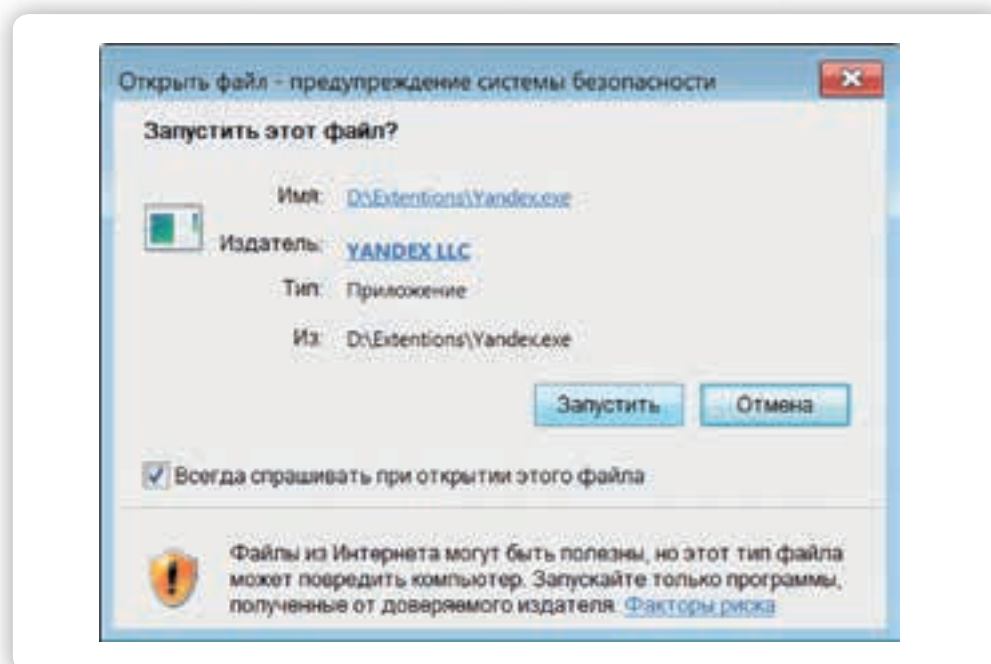 Открыть файл - предупреждение системы безопасности
Запустить этот файл?
Имя: D:\Extentions\Yandex.exe
Издатель: YANDEX LLC
Тип: Приложение
Из: D:\Extentions\Yandex.exe
Запустить Отмена
Всегда спрашивать при открытии этого файла
Файлы из Интернета могут быть полезны, но этот тип файла
может повредить компьютер. Запускайте только программы,
полученные от доверяемого издателя. Факторы риска